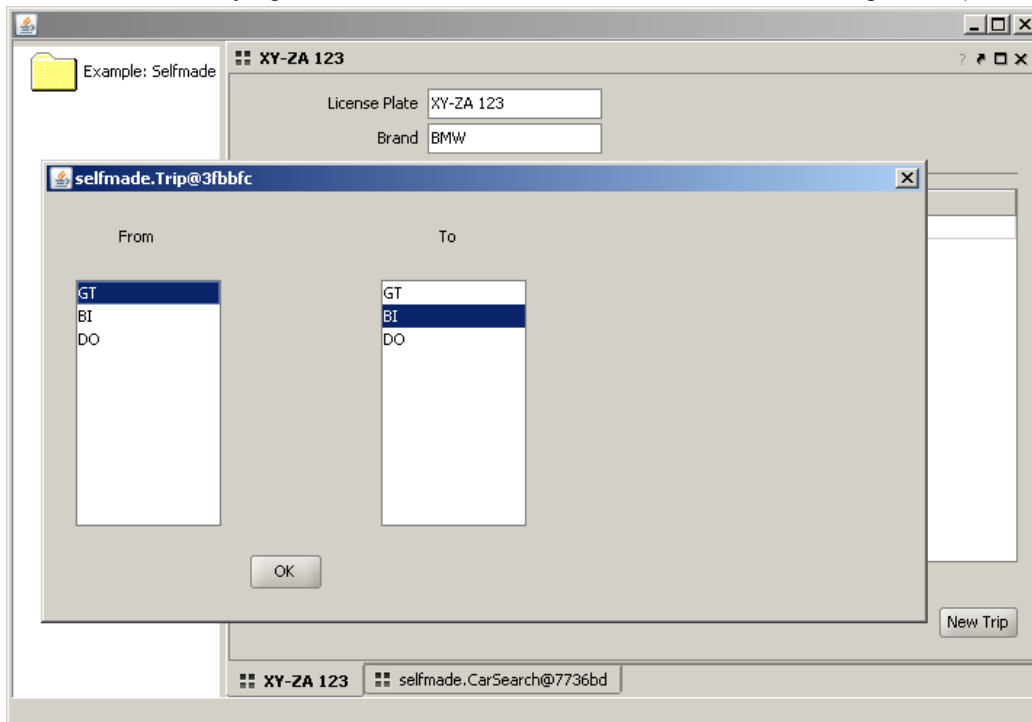 Example: Selfmade
XY-ZA 123
License Plate XY-ZA 123
Brand BMW
selfmade.Trip@3fbbfc
From To
GT GT
BI BI
DO DO
OK
New Trip
XY-ZA 123 selfmade.CarSearch@7736bd